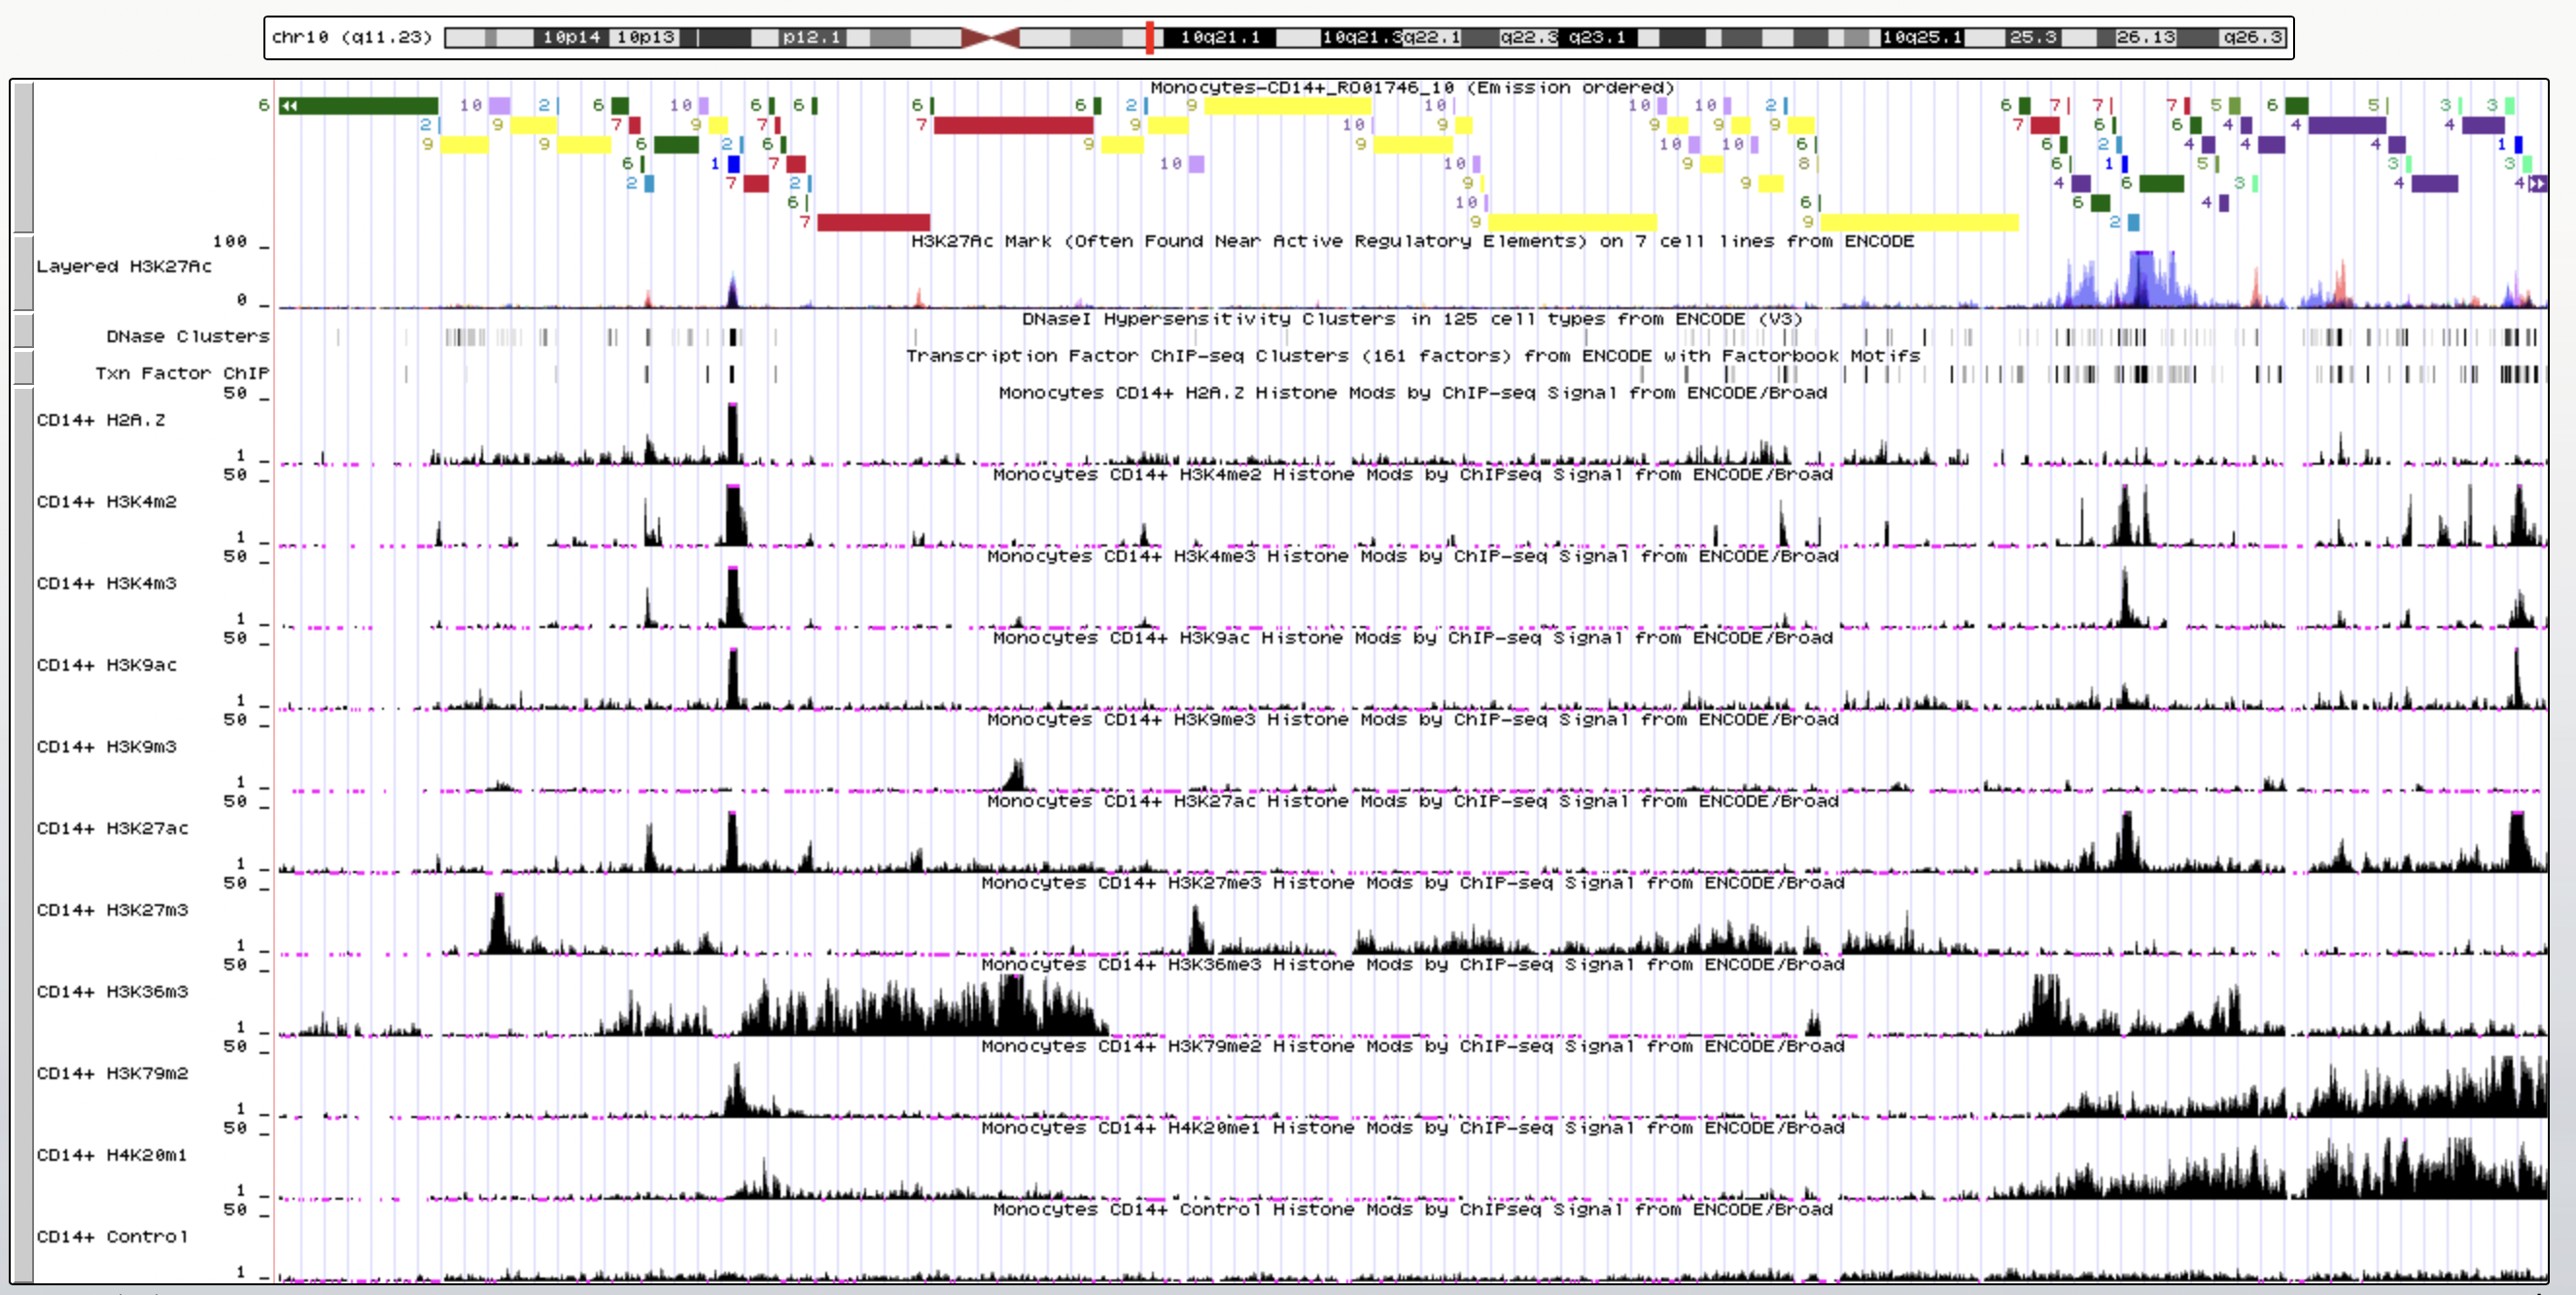 chr10 (q11.23) 10p14 10p13 p12.1 10q21.1 10q21.3 q22.1 q22.3 q23.1 10q25.1 25.3 26.13 q26.3
Monocytes-CD14+_RO01746_10 (Emission ordered)
6 10 2 6 10 6 6 6 6 2 9 10 10 10 2 6 7 7 7 5 6 5 3 3
2 9 7 9 7 7 9 10 9 9 9 9 7 6 6 4 4 4
9 9 6 2 6 9 9 10 10 6 6 2 4 4 4 1
6 1 7 10 10 9 8 6 1 5 3 3
2 7 2 9 9 4 6 3 4 4
6 10 6 6 4
7 9 9 2
H3K27Ac Mark (Often Found Near Active Regulatory Elements) on 7 cell lines from ENCODE
100
Layered H3K27Ac
0
DNaseI Hypersensitivity Clusters in 125 cell types from ENCODE (V3)
DNase Clusters
Transcription Factor ChIP-seq Clusters (161 factors) from ENCODE with Factorbook Motifs
Txn Factor ChIP
Monocytes CD14+ H2A.Z Histone Mods by ChIP-seq Signal from ENCODE/Broad
50
CD14+ H2A.Z
1
Monocytes CD14+ H3K4me2 Histone Mods by ChIPseq Signal from ENCODE/Broad
50
CD14+ H3K4m2
1
Monocytes CD14+ H3K4me3 Histone Mods by ChIP-seq Signal from ENCODE/Broad
50
CD14+ H3K4m3
1
Monocytes CD14+ H3K9ac Histone Mods by ChIP-seq Signal from ENCODE/Broad
50
CD14+ H3K9ac
1
Monocytes CD14+ H3K9me3 Histone Mods by ChIP-seq Signal from ENCODE/Broad
50
CD14+ H3K9m3
1
Monocytes CD14+ H3K27ac Histone Mods by ChIP-seq Signal from ENCODE/Broad
50
CD14+ H3K27ac
1
Monocytes CD14+ H3K27me3 Histone Mods by ChIP-seq Signal from ENCODE/Broad
50
CD14+ H3K27m3
1
Monocytes CD14+ H3K36me3 Histone Mods by ChIP-seq Signal from ENCODE/Broad
50
CD14+ H3K36m3
1
Monocytes CD14+ H3K79me2 Histone Mods by ChIP-seq Signal from ENCODE/Broad
50
CD14+ H3K79m2
1
Monocytes CD14+ H4K20me1 Histone Mods by ChIP-seq Signal from ENCODE/Broad
50
CD14+ H4K20m1
1
Monocytes CD14+ Control Histone Mods by ChIPseq Signal from ENCODE/Broad
50
CD14+ Control
1